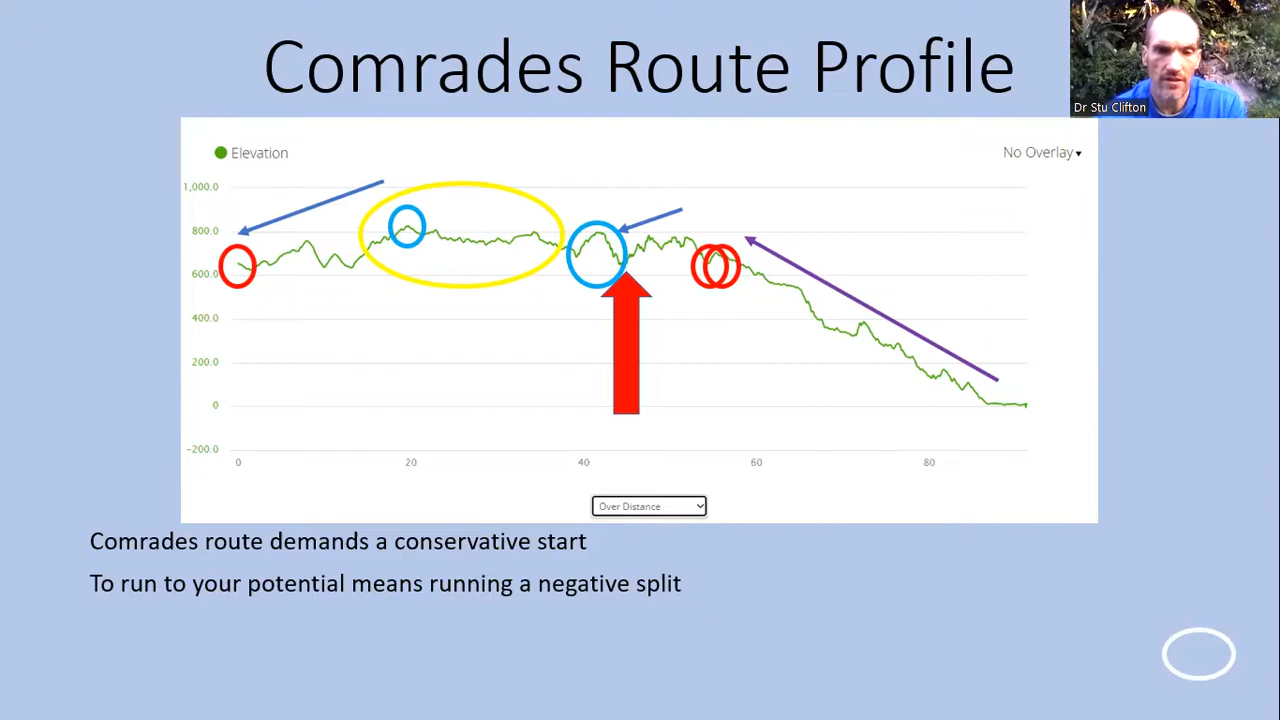 Comrades Route Profile
Dr Stu Clifton
Elevation
No Overlay
1,000.0
800.0
600.0
400.0
200.0
0
-200.0
0 20 40 60 80
Over Distance
Comrades route demands a conservative start
To run to your potential means running a negative split